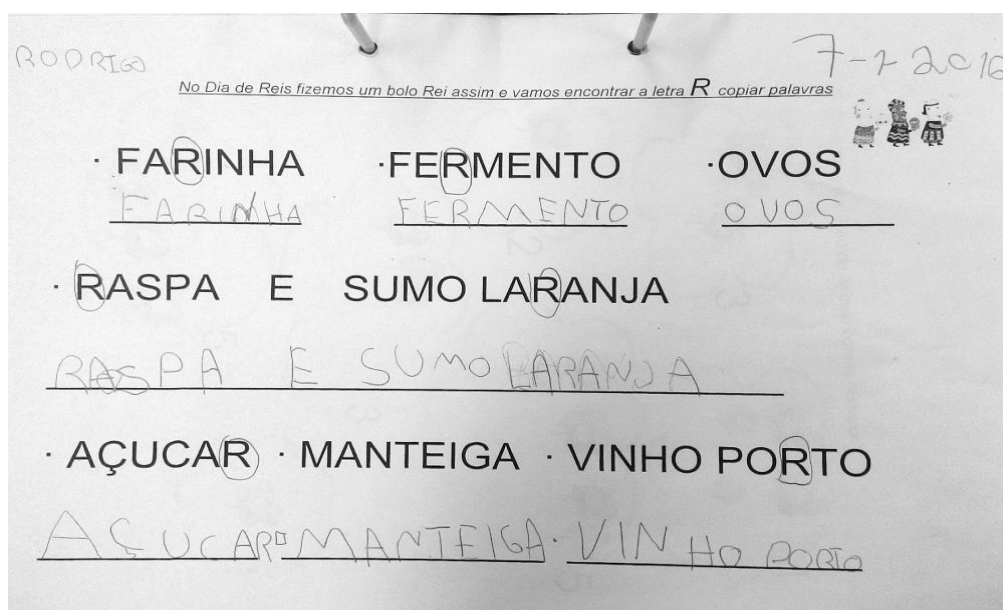 RODRIGO 7-1-2016
No Dia de Reis fizemos um bolo Rei assim e vamos encontrar a letra R copiar palavras
· FARINHA ·FERMENTO ·OVOS
FARINHA FERMENTO OVOS
· RASPA E SUMO LARANJA
RASPA E SUMO LARANJA
· AÇUCAR · MANTEIGA · VINHO PORTO
AÇUCAR MANTEIGA · VINHO PORTO